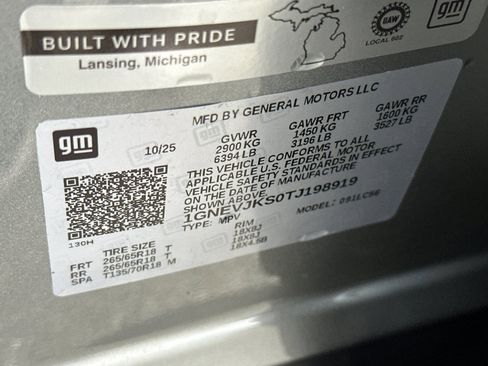 BUILT WITH PRIDE
Lansing, Michigan
UAW
LOCAL 602
gm
gm
10/25
MFD BY GENERAL MOTORS LLC
GVWR GAWR FRT GAWR RR
2900 KG 1450 KG 1600 KG
6394 LB 3196 LB 3527 LB
THIS VEHICLE CONFORMS TO ALL
APPLICABLE U.S. FEDERAL MOTOR
VEHICLE SAFETY STANDARDS IN EFFECT
ON THE DATE OF MANUFACTURE
SHOWN ABOVE.
1GNEVJKS0TJ198919
TYPE: MPV MODEL: 091LC56
130H
TIRE SIZE RIM
FRT 265/65R18 T 18X8J
RR 265/65R18 T 18X8J
SPA T135/70R18 M 18X4.5B